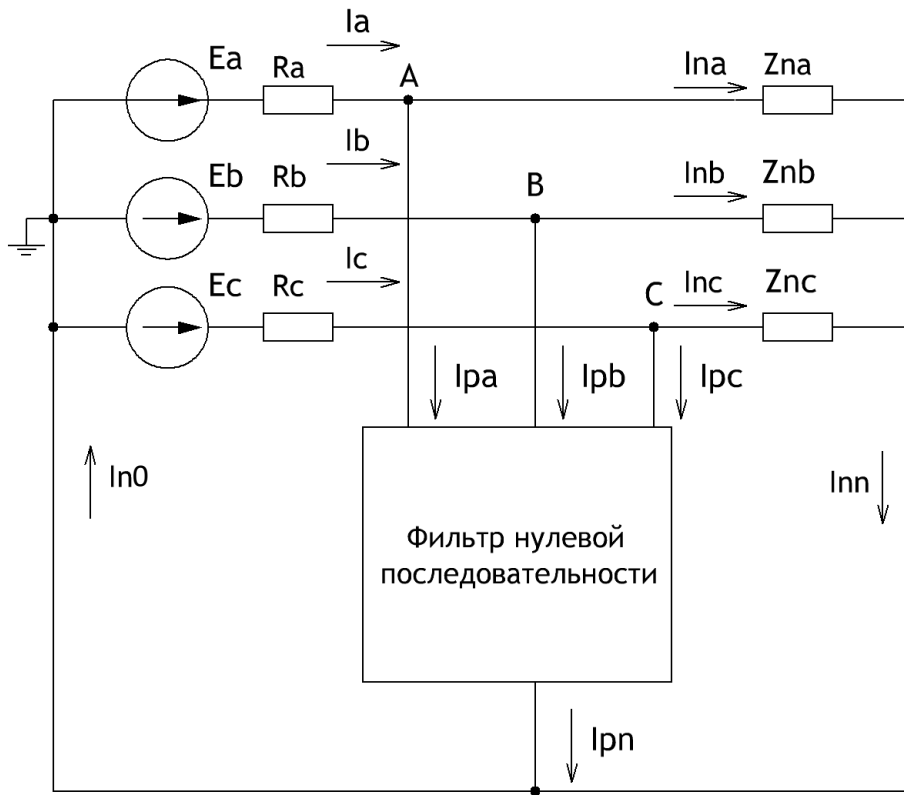 Ia
Ea
Ra
A
Ina
Zna
Ib
Eb
Rb
B
Inb
Znb
Ic
Ec
Rc
C
Inc
Znc
Ipa
Ipb
Ipc
In0
Inn
Фильтр нулевой
последовательности
Ipn